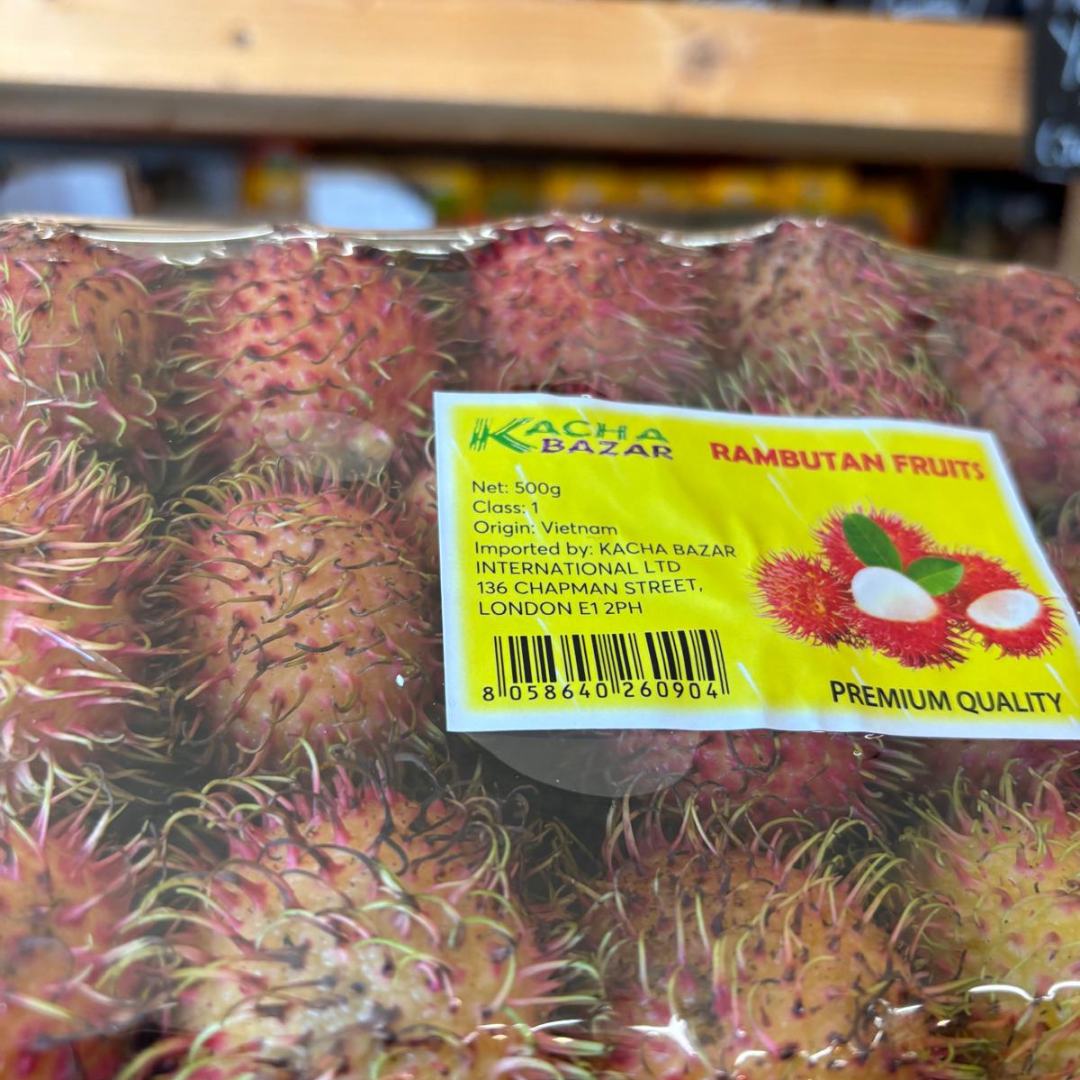 KACHA
BAZAR
RAMBUTAN FRUITS
Net: 500g
Class: 1
Origin: Vietnam
Imported by: KACHA BAZAR
INTERNATIONAL LTD
136 CHAPMAN STREET,
LONDON E1 2PH
8 058640 260904
PREMIUM QUALITY